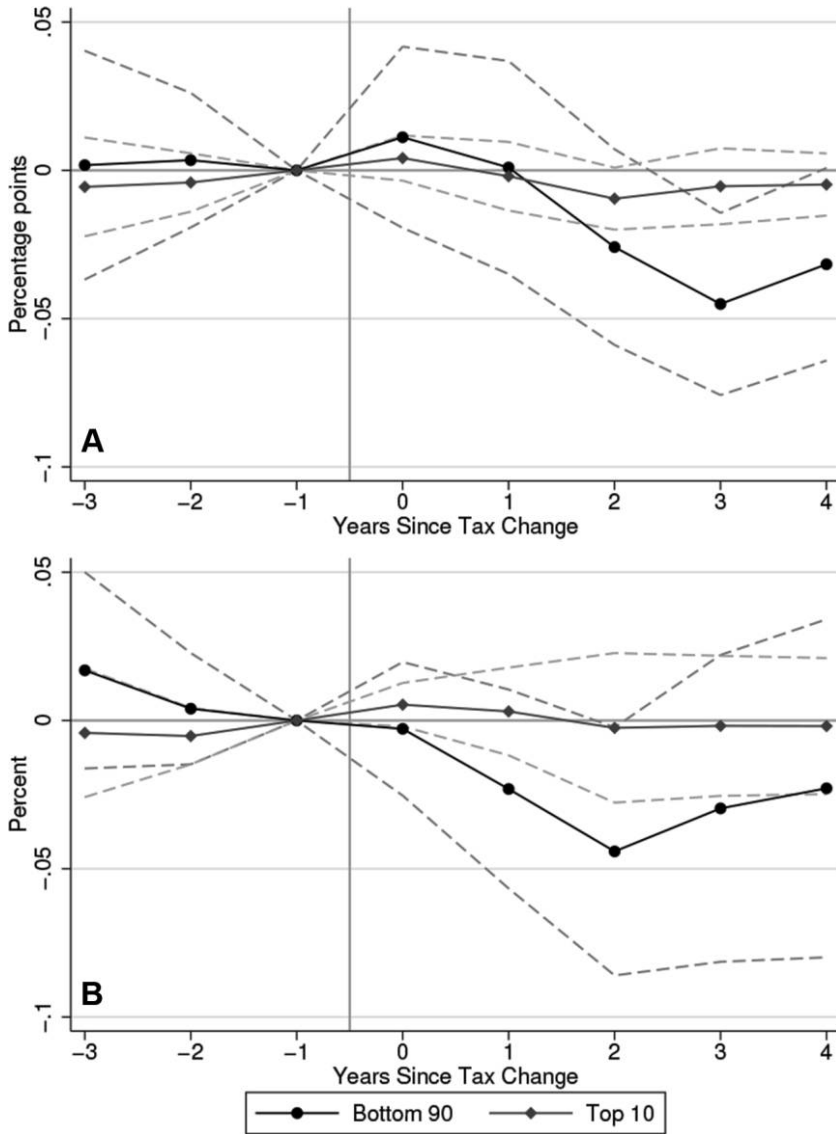 .05
0
-.05
-.1
Percentage points
A
-3 -2 -1 0 1 2 3 4
Years Since Tax Change
.05
0
-.05
-.1
Percent
B
-3 -2 -1 0 1 2 3 4
Years Since Tax Change
Bottom 90 Top 10